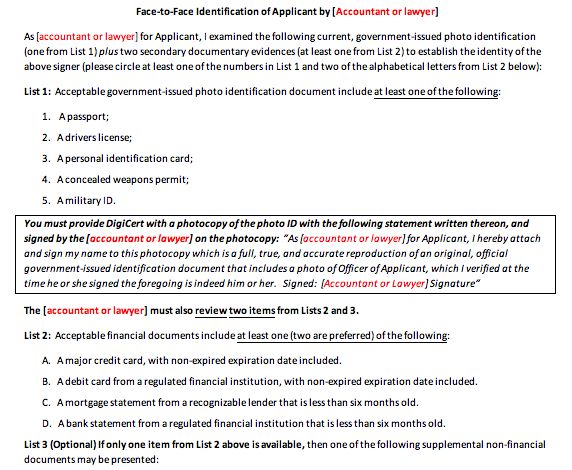 Face-to-Face Identification of Applicant by [Accountant or lawyer]
As [accountant or lawyer] for Applicant, I examined the following current, government-issued photo identification
(one from List 1) plus two secondary documentary evidences (at least one from List 2) to establish the identity of the
above signer (please circle at least one of the numbers in List 1 and two of the alphabetical letters from List 2 below):
List 1: Acceptable government-issued photo identification document include at least one of the following:
1. A passport;
2. A drivers license;
3. A personal identification card;
4. A concealed weapons permit;
5. A military ID.
You must provide DigiCert with a photocopy of the photo ID with the following statement written thereon, and
signed by the [accountant or lawyer] on the photocopy: "As [accountant or lawyer] for Applicant, I hereby attach
and sign my name to this photocopy which is a full, true, and accurate reproduction of an original, official
government-issued identification document that includes a photo of Officer of Applicant, which I verified at the
time he or she signed the foregoing is indeed him or her. Signed: [Accountant or Lawyer] Signature"
The [accountant or lawyer] must also review two items from Lists 2 and 3.
List 2: Acceptable financial documents include at least one (two are preferred) of the following:
A. A major credit card, with non-expired expiration date included.
B. A debit card from a regulated financial institution, with non-expired expiration date included.
C. A mortgage statement from a recognizable lender that is less than six months old.
D. A bank statement from a regulated financial institution that is less than six months old.
List 3 (Optional) If only one item from List 2 above is available, then one of the following supplemental non-financial
documents may be presented: